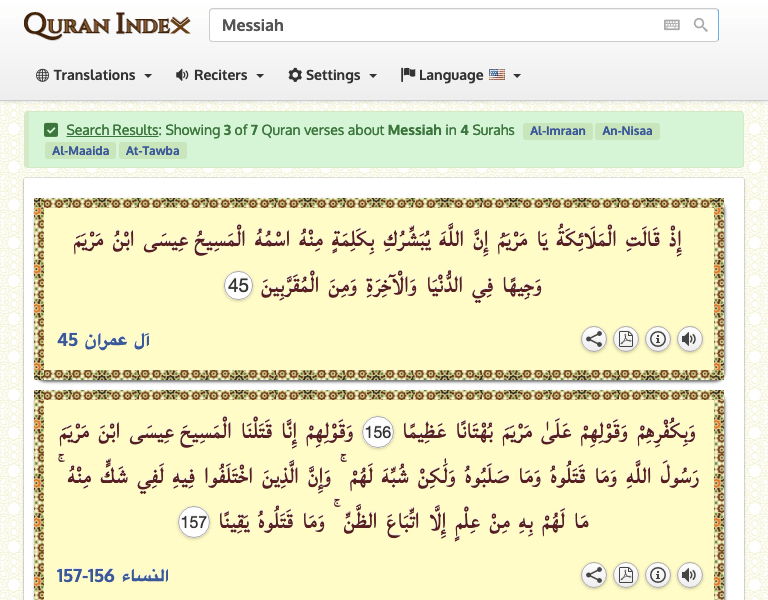 QURAN INDEX
Messiah
Translations Reciters Settings Language
Search Results: Showing 3 of 7 Quran verses about Messiah in 4 Surahs Al-Imraan An-Nisaa
Al-Maaida At-Tawba
إِذْ قَالَتِ الْمَلَائِكَةُ يَا مَرْيَمُ إِنَّ اللَّهَ يُبَشِّرُكِ بِكَلِمَةٍ مِنْهُ اسْمُهُ الْمَسِيحُ عِيسَى ابْنُ مَرْيَمَ
وَجِيهًا فِي الدُّنْيَا وَالْآخِرَةِ وَمِنَ الْمُقَرَّبِينَ 45
آل عمران 45
وَبِكُفْرِهِمْ وَقَوْلِهِمْ عَلَىٰ مَرْيَمَ بُهْتَانًا عَظِيمًا 156 وَقَوْلِهِمْ إِنَّا قَتَلْنَا الْمَسِيحَ عِيسَى ابْنَ مَرْيَمَ
رَسُولَ اللَّهِ وَمَا قَتَلُوهُ وَمَا صَلَبُوهُ وَلَٰكِنْ شُبِّهَ لَهُمْ ۚ وَإِنَّ الَّذِينَ اخْتَلَفُوا فِيهِ لَفِي شَكٍّ مِنْهُ ۚ
مَا لَهُمْ بِهِ مِنْ عِلْمٍ إِلَّا اتِّبَاعَ الظَّنِّ ۚ وَمَا قَتَلُوهُ يَقِينًا 157
النساء 156-157